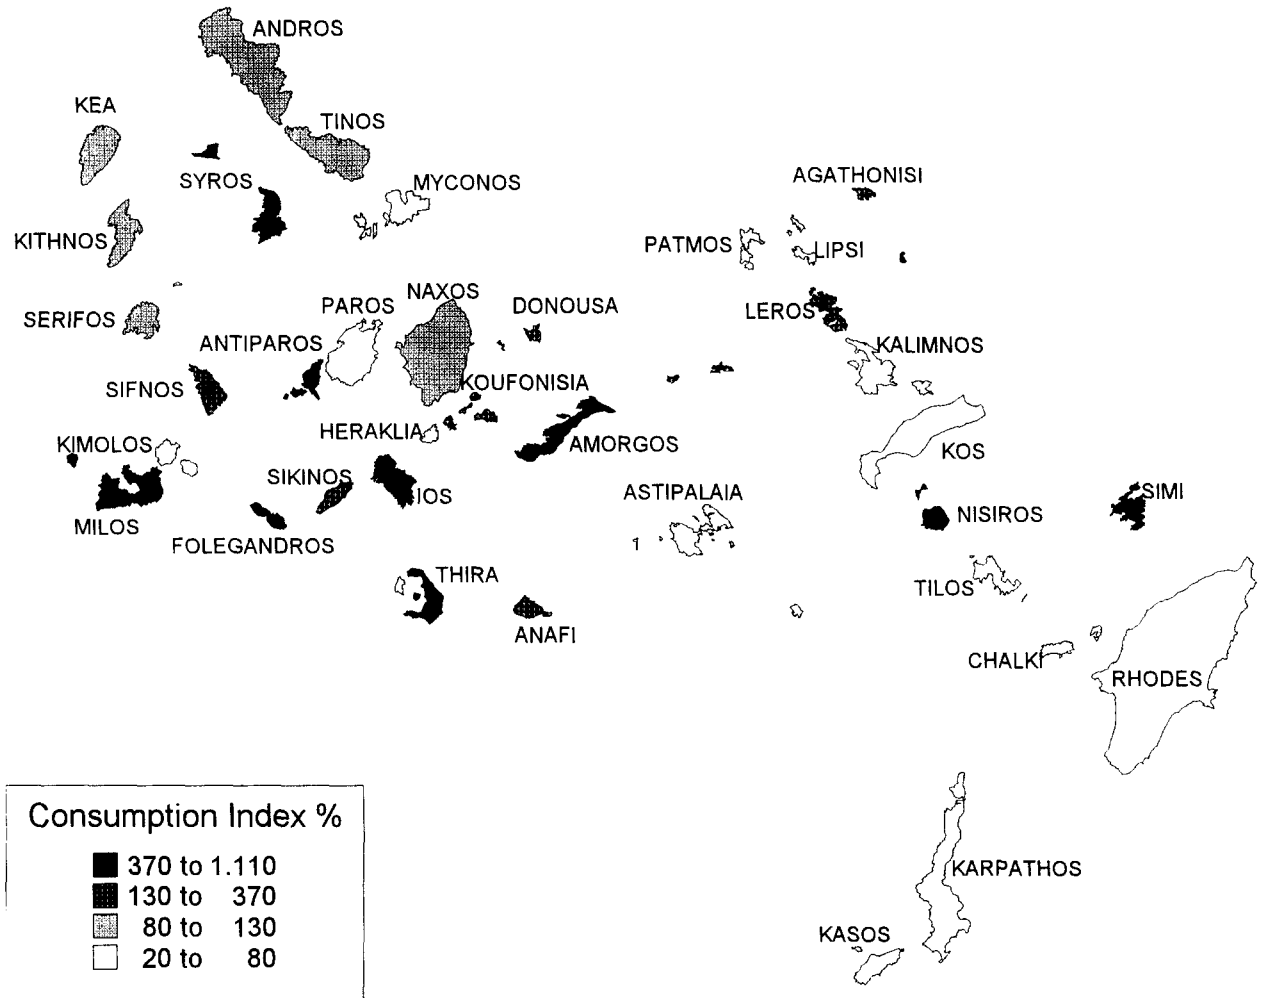 ANDROS
KEA
TINOS
SYROS
MYCONOS
AGATHONISI
KITHNOS
PATMOS
LIPSI
SERIFOS
PAROS
NAXOS
DONOUSA
LEROS
ANTIPAROS
KALIMNOS
SIFNOS
KOUFONISIA
HERAKLIA
AMORGOS
KIMOLOS
KOS
SIKINOS
IOS
ASTIPALAIA
SIMI
MILOS
NISIROS
FOLEGANDROS
THIRA
TILOS
ANAFI
CHALKI
RHODES
Consumption Index %
370 to 1.110
130 to 370
80 to 130
20 to 80
KARPATHOS
KASOS